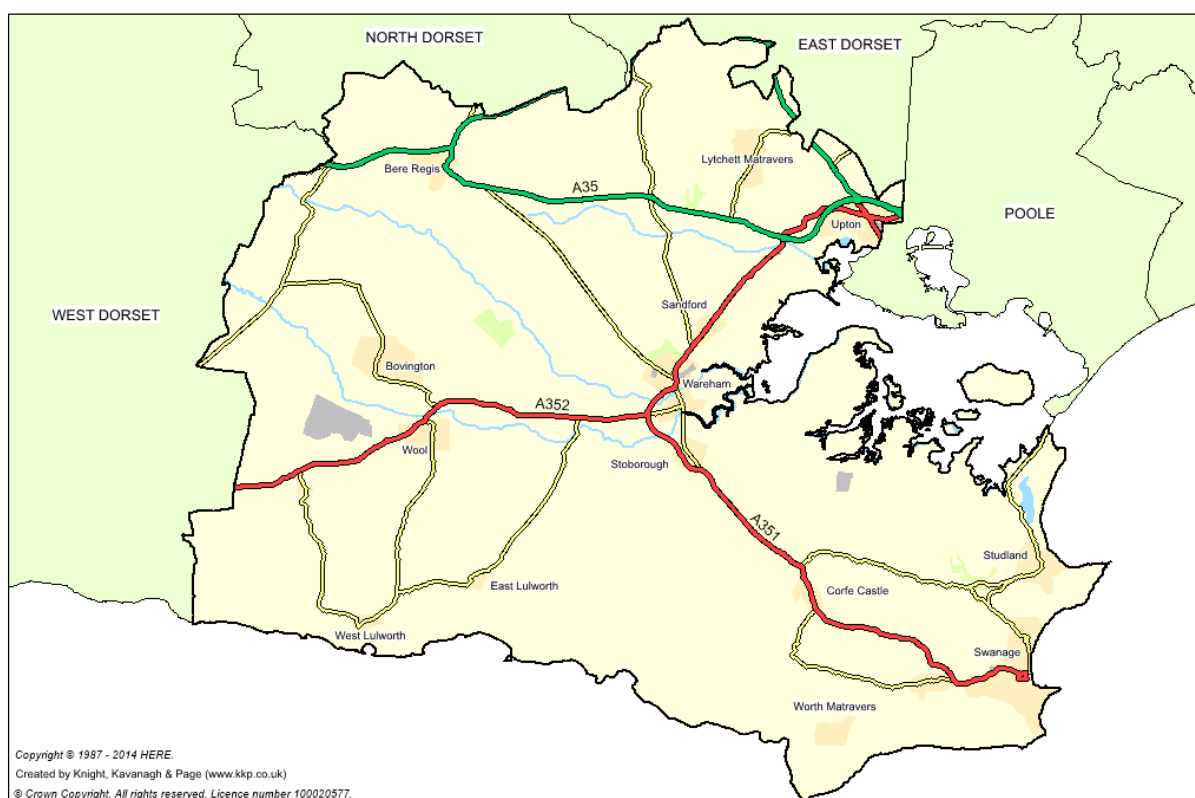 NORTH DORSET
EAST DORSET
Lytchett Matravers
Bere Regis
A35
POOLE
Upton
Sandford
WEST DORSET
Bovington
Wareham
A352
Wool
Stoborough
A351
Studland
East Lulworth
Corfe Castle
West Lulworth
Swanage
Worth Matravers
Copyright © 1987 - 2014 HERE.
Created by Knight, Kavanagh & Page (www.kkp.co.uk)
© Crown Copyright. All rights reserved. Licence number 100020577.